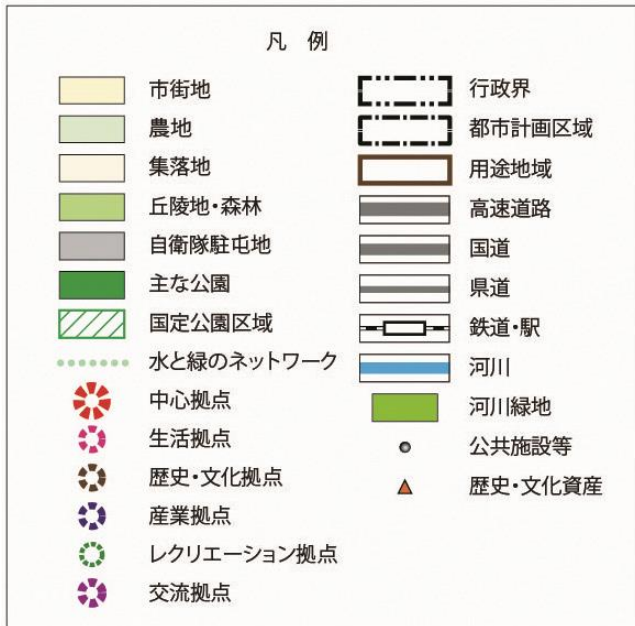 凡 例
市街地
農地
集落地
丘陵地・森林
自衛隊駐屯地
主な公園
国定公園区域
水と緑のネットワーク
中心拠点
生活拠点
歴史・文化拠点
産業拠点
レクリエーション拠点
交流拠点
行政界
都市計画区域
用途地域
高速道路
国道
県道
鉄道・駅
河川
河川緑地
公共施設等
歴史・文化資産